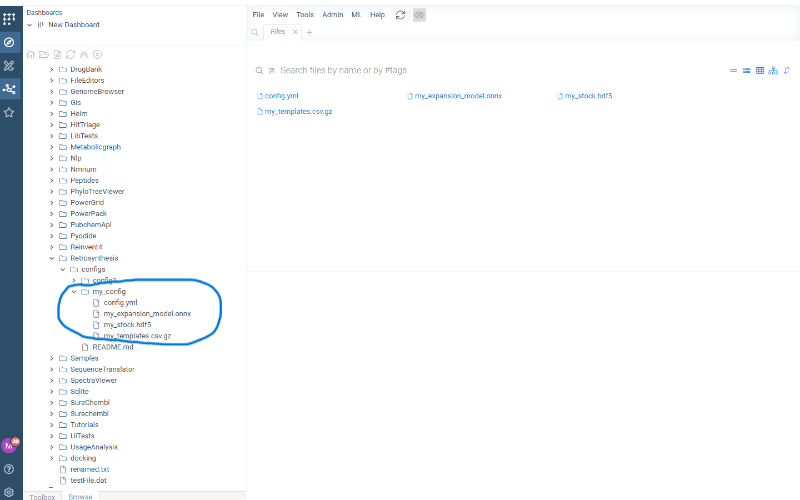 Dashboards
New Dashboard
File View Tools Admin ML Help
Files
Search files by name or by #tags
config.yml my_expansion_model.onnx my_stock.hdf5
my_templates.csv.gz
DrugBank
FileEditors
GenomeBrowser
Gis
Helm
HitTriage
LibTests
Metabolicgraph
Nlp
Nmrium
Peptides
PhyloTreeViewer
PowerGrid
PowerPack
PubchemApi
Pyodide
Reinvent4
Retrosynthesis
configs
my_config
config.yml
my_expansion_model.onnx
my_stock.hdf5
my_templates.csv.gz
README.md
Samples
SequenceTranslator
SpectraViewer
Sqlite
SureChembl
Surechembl
Tutorials
UiTests
UsageAnalysis
docking
renamed.txt
testFile.dat
M
Toolbox Browse